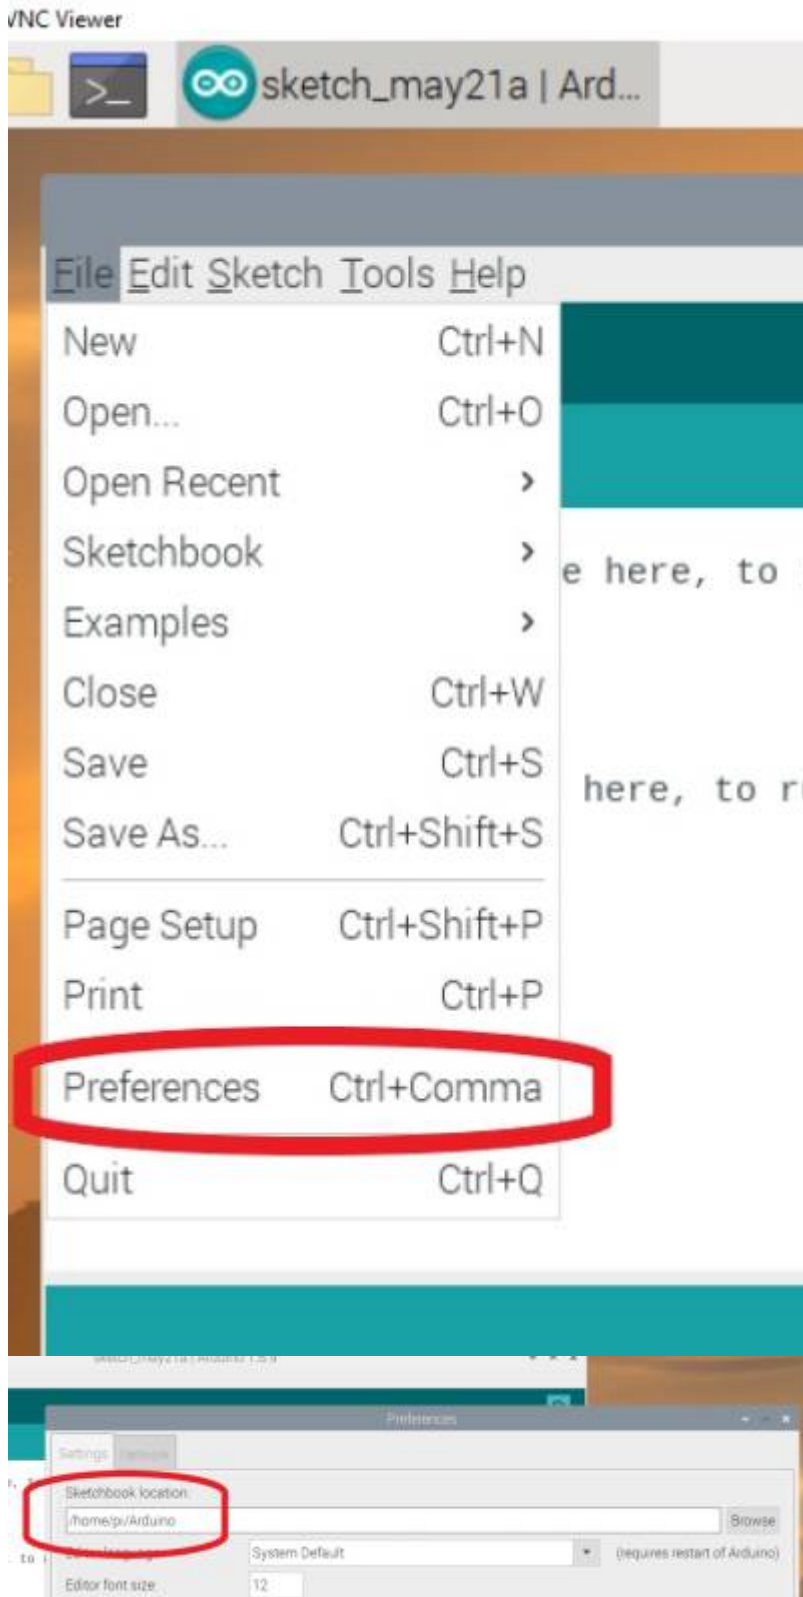 VNC Viewer
>_ sketch_may21a | Ard...
File Edit Sketch Tools Help
New Ctrl+N
Open... Ctrl+O
Open Recent >
Sketchbook >
e here, to
Examples >
Close Ctrl+W
Save Ctrl+S
here, to r
Save As... Ctrl+Shift+S
Page Setup Ctrl+Shift+P
Print Ctrl+P
Preferences Ctrl+Comma
Quit Ctrl+Q
sketch_may21a | Arduino
Preferences
Settings Network
Sketchbook location:
/home/pi/Arduino Browse
System Default (requires restart of Arduino)
to
Editor font size: 12